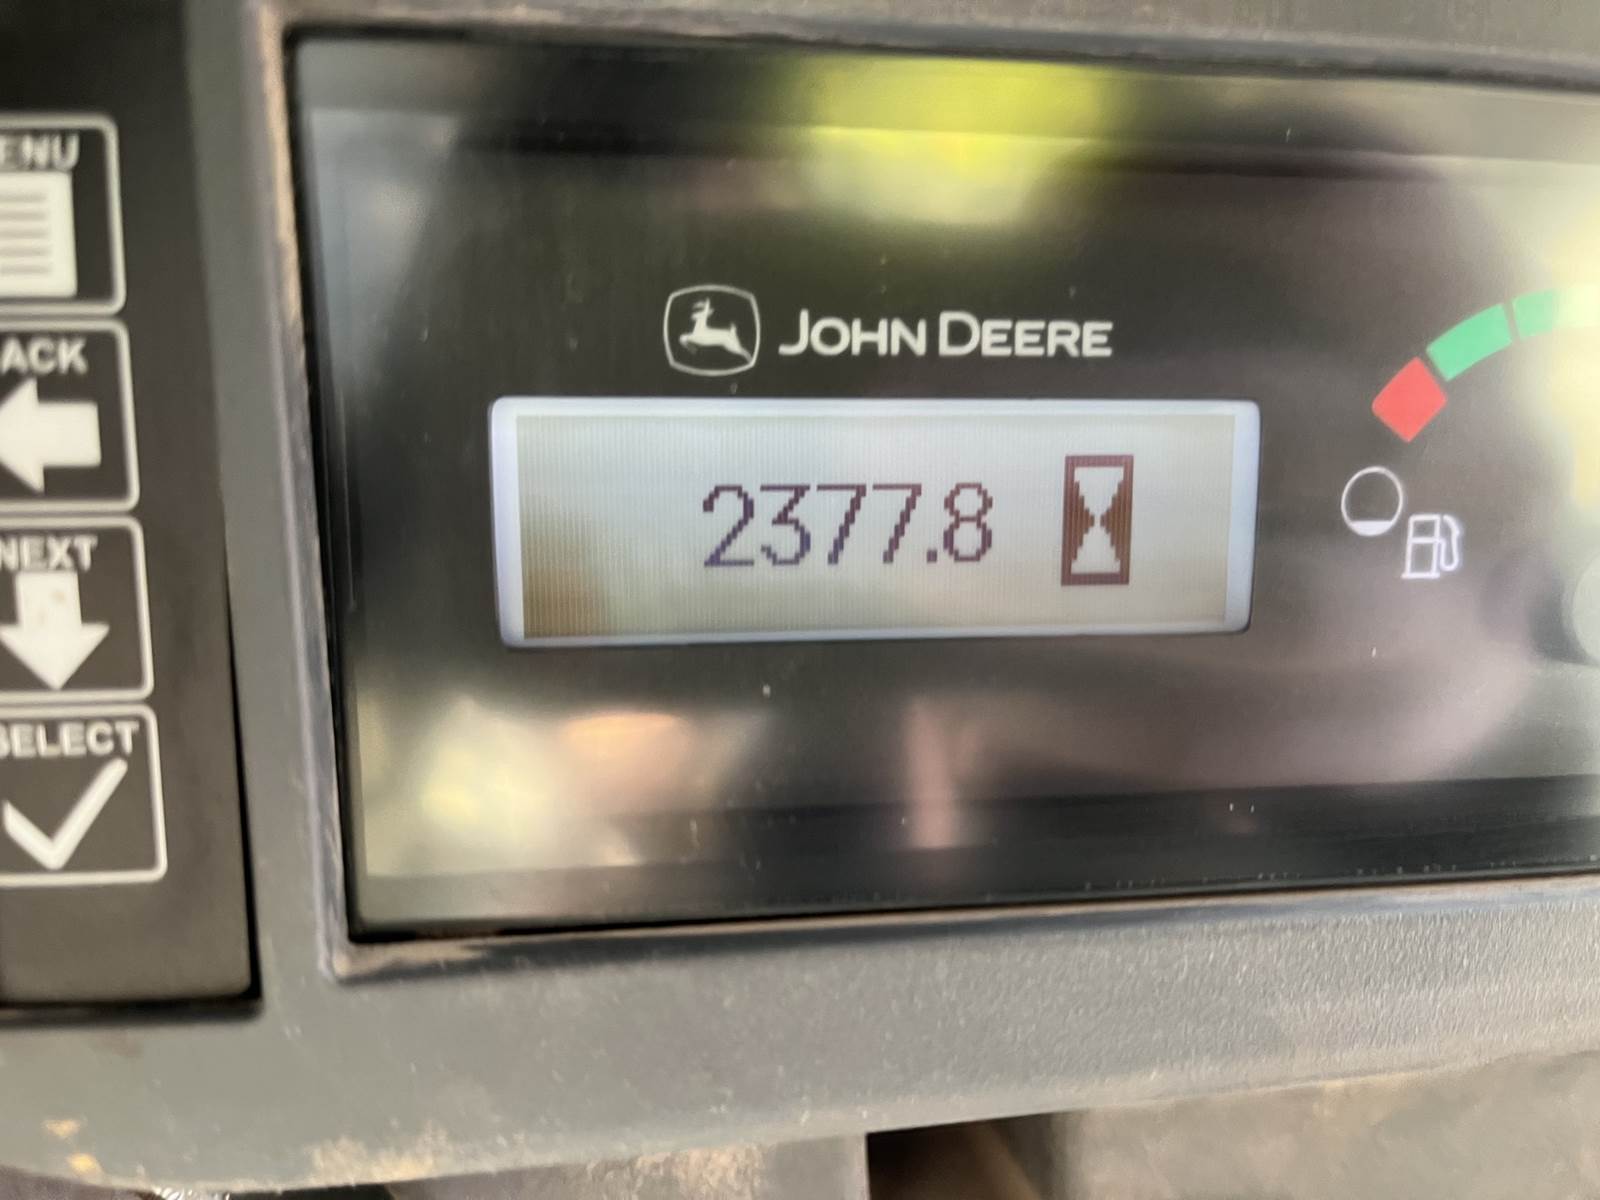 ENU
ACK
NEXT
SELECT
JOHN DEERE
2377.8